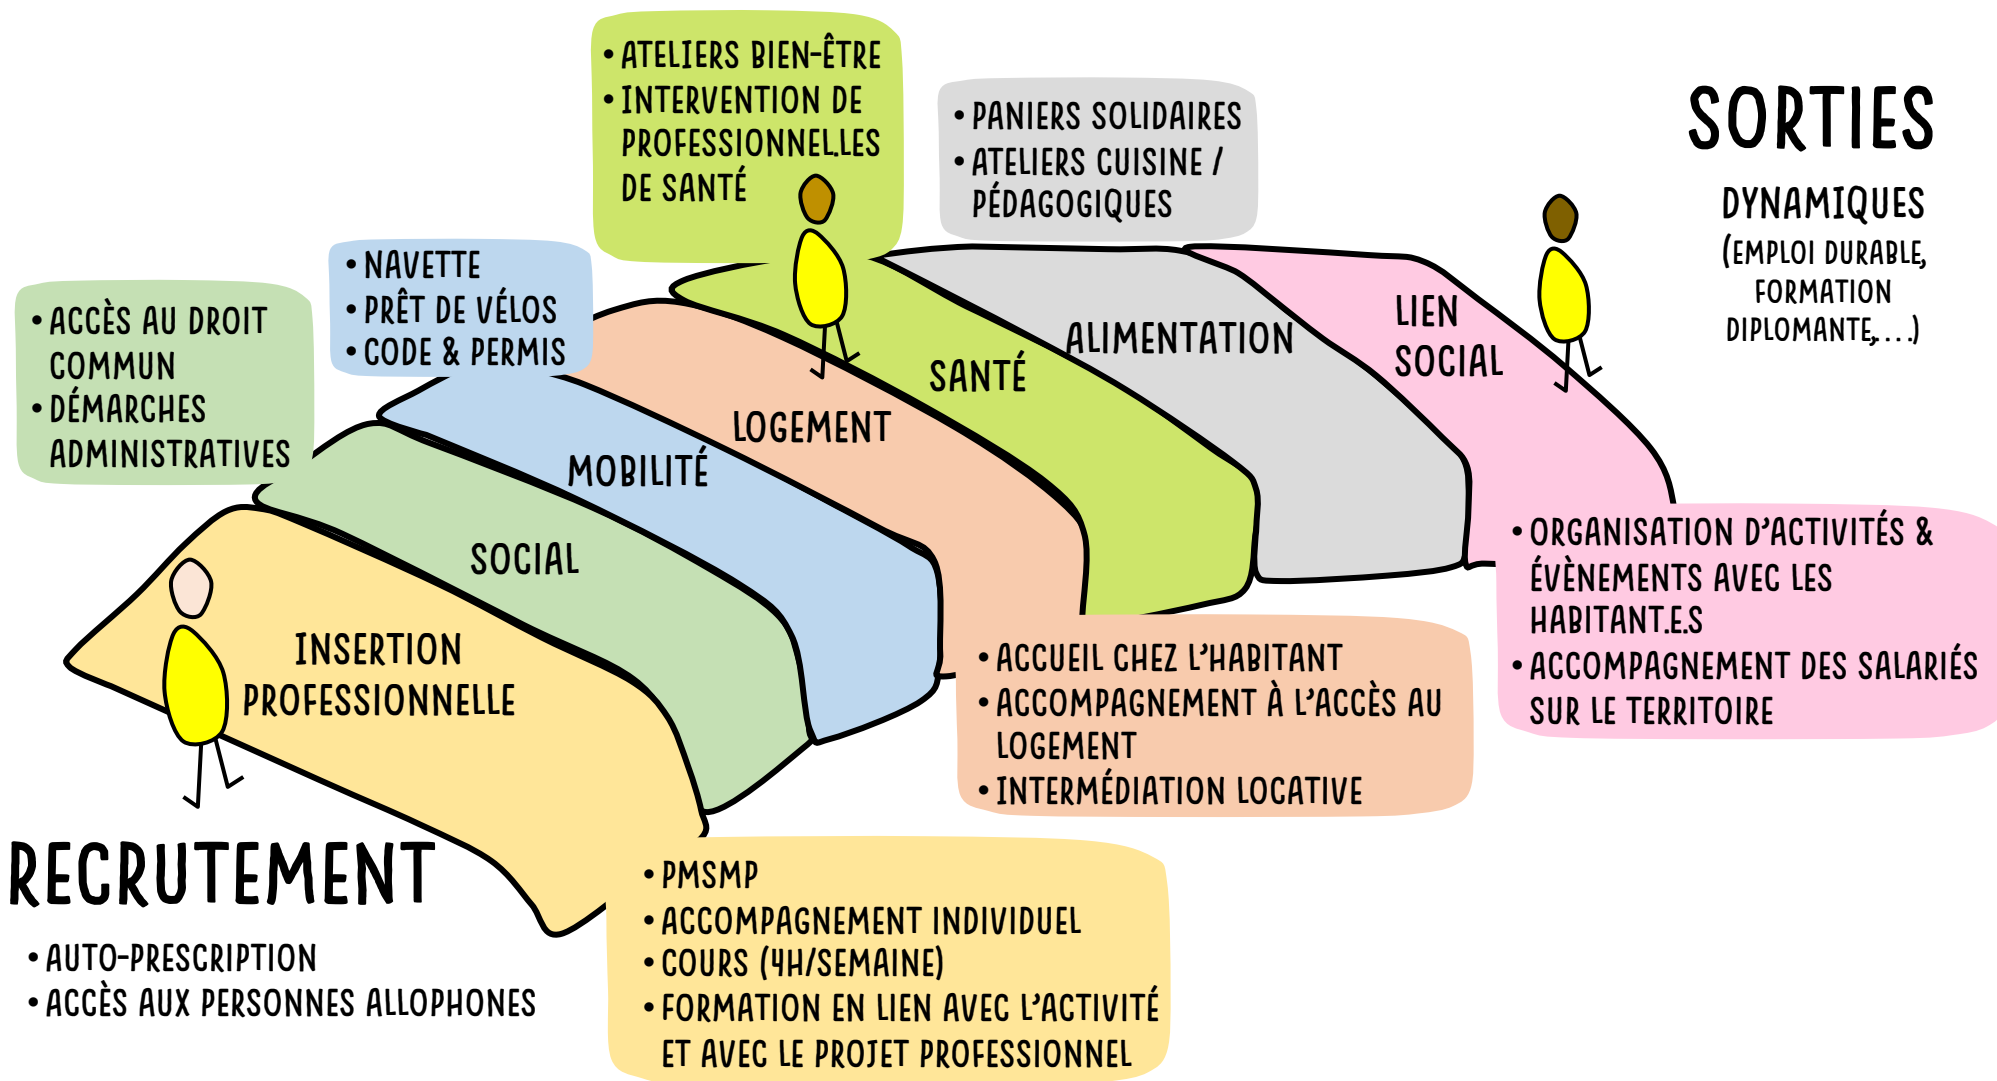 • ATELIERS BIEN-ÊTRE
• INTERVENTION DE
PROFESSIONNEL.LES
DE SANTÉ
• PANIERS SOLIDAIRES
• ATELIERS CUISINE /
PÉDAGOGIQUES
SORTIES
DYNAMIQUES
(EMPLOI DURABLE,
FORMATION
DIPLOMANTE,...)
• NAVETTE
• PRÊT DE VÉLOS
• CODE & PERMIS
• ACCÈS AU DROIT
COMMUN
• DÉMARCHES
ADMINISTRATIVES
LIEN
SOCIAL
ALIMENTATION
SANTÉ
LOGEMENT
MOBILITÉ
SOCIAL
INSERTION
PROFESSIONNELLE
• ORGANISATION D'ACTIVITÉS &
ÉVÈNEMENTS AVEC LES
HABITANT.E.S
• ACCOMPAGNEMENT DES SALARIÉS
SUR LE TERRITOIRE
• ACCUEIL CHEZ L'HABITANT
• ACCOMPAGNEMENT À L'ACCÈS AU
LOGEMENT
• INTERMÉDIATION LOCATIVE
RECRUTEMENT
• AUTO-PRESCRIPTION
• ACCÈS AUX PERSONNES ALLOPHONES
• PMSMP
• ACCOMPAGNEMENT INDIVIDUEL
• COURS (4H/SEMAINE)
• FORMATION EN LIEN AVEC L'ACTIVITÉ
ET AVEC LE PROJET PROFESSIONNEL